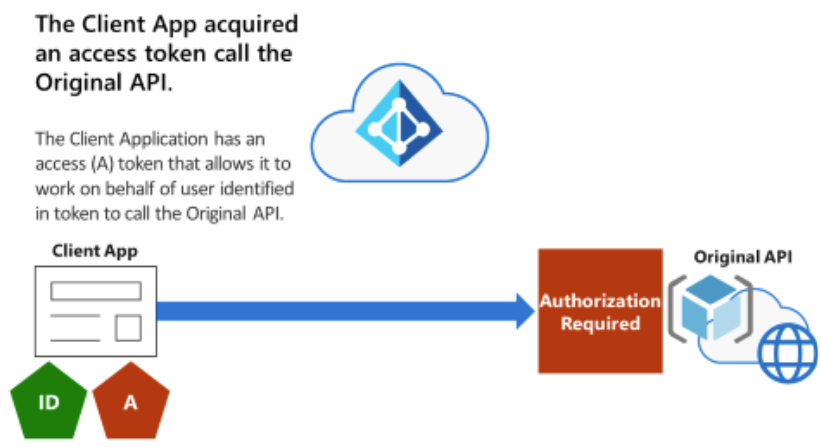 The Client App acquired
an access token call the
Original API.
The Client Application has an
access (A) token that allows it to
work on behalf of user identified
in token to call the Original API.
Client App
Original API
Authorization
Required
ID
A